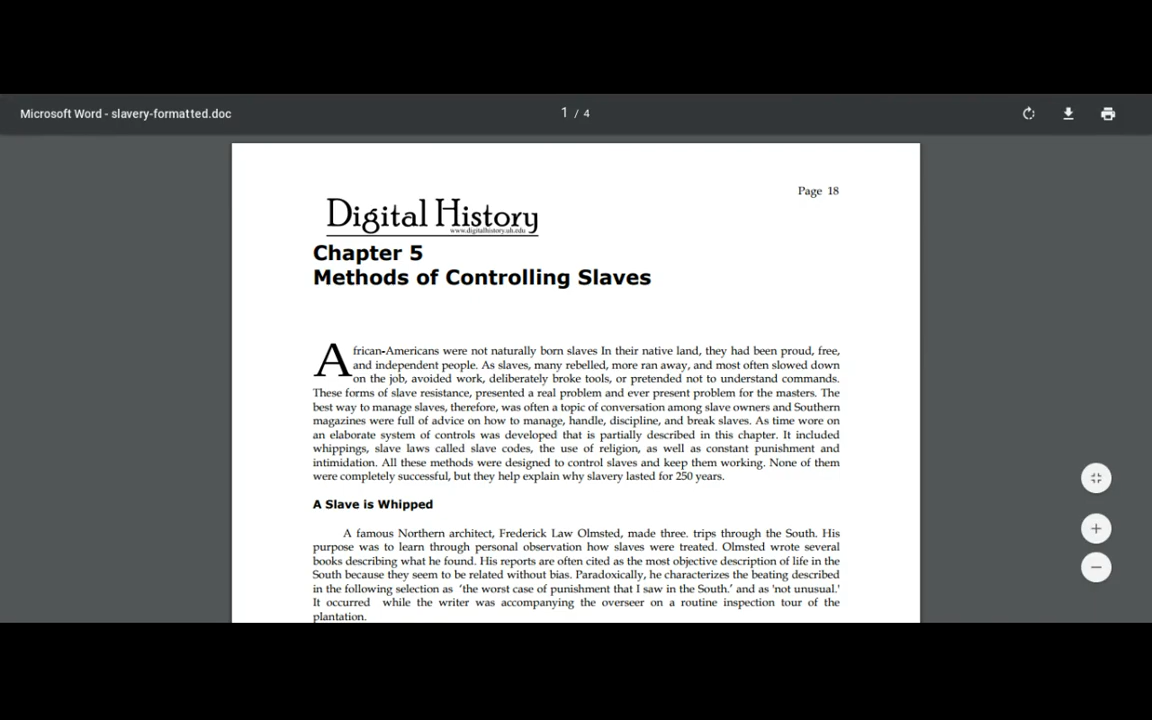 Microsoft Word - slavery-formatted.doc
1 / 4
Page 18
Digital History
www.digitalhistory.uh.edu
Chapter 5
Methods of Controlling Slaves
African-Americans were not naturally born slaves In their native land, they had been proud, free,
and independent people. As slaves, many rebelled, more ran away, and most often slowed down
on the job, avoided work, deliberately broke tools, or pretended not to understand commands.
These forms of slave resistance, presented a real problem and ever present problem for the masters. The
best way to manage slaves, therefore, was often a topic of conversation among slave owners and Southern
magazines were full of advice on how to manage, handle, discipline, and break slaves. As time wore on
an elaborate system of controls was developed that is partially described in this chapter. It included
whippings, slave laws called slave codes, the use of religion, as well as constant punishment and
intimidation. All these methods were designed to control slaves and keep them working. None of them
were completely successful, but they help explain why slavery lasted for 250 years.
A Slave is Whipped
A famous Northern architect, Frederick Law Olmsted, made three. trips through the South. His
purpose was to learn through personal observation how slaves were treated. Olmsted wrote several
books describing what he found. His reports are often cited as the most objective description of life in the
South because they seem to be related without bias. Paradoxically, he characterizes the beating described
in the following selection as ‘the worst case of punishment that I saw in the South.’ and as 'not unusual.'
It occurred while the writer was accompanying the overseer on a routine inspection tour of the
plantation.